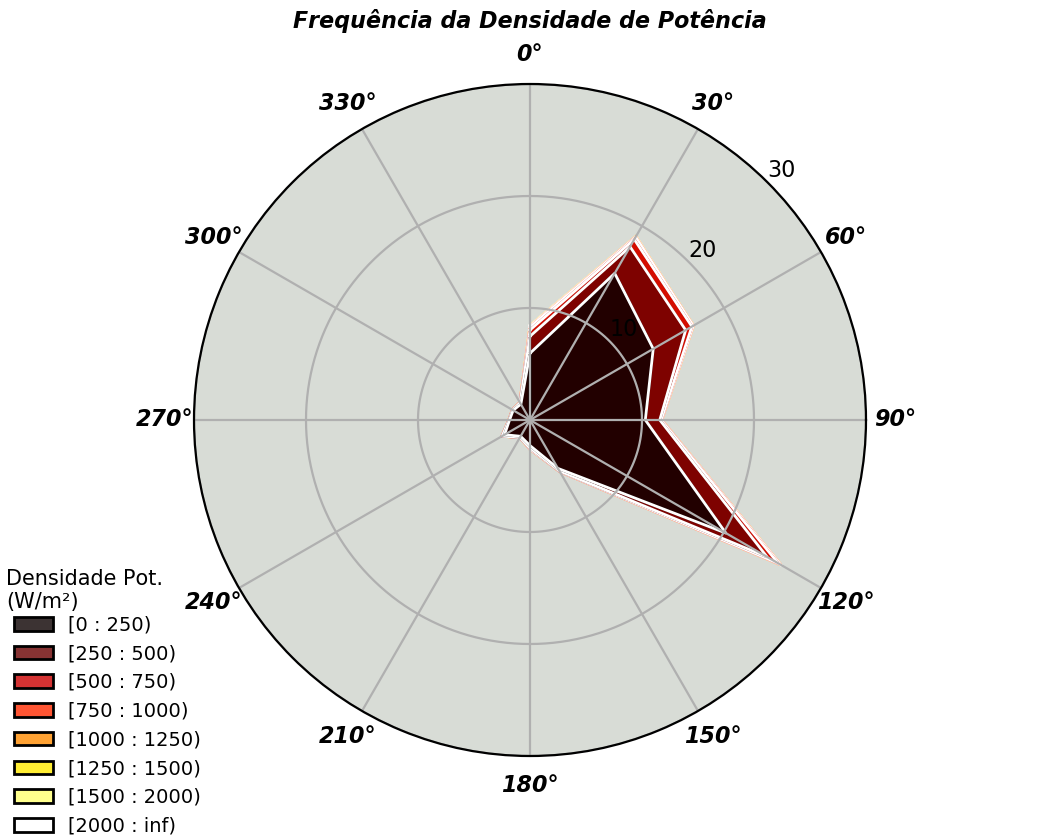 Frequência da Densidade de Potência
0°
330°
30°
30
300°
60°
20
10
270°
90°
240°
120°
210°
150°
180°
Densidade Pot.
(W/m²)
[0 : 250)
[250 : 500)
[500 : 750)
[750 : 1000)
[1000 : 1250)
[1250 : 1500)
[1500 : 2000)
[2000 : inf)